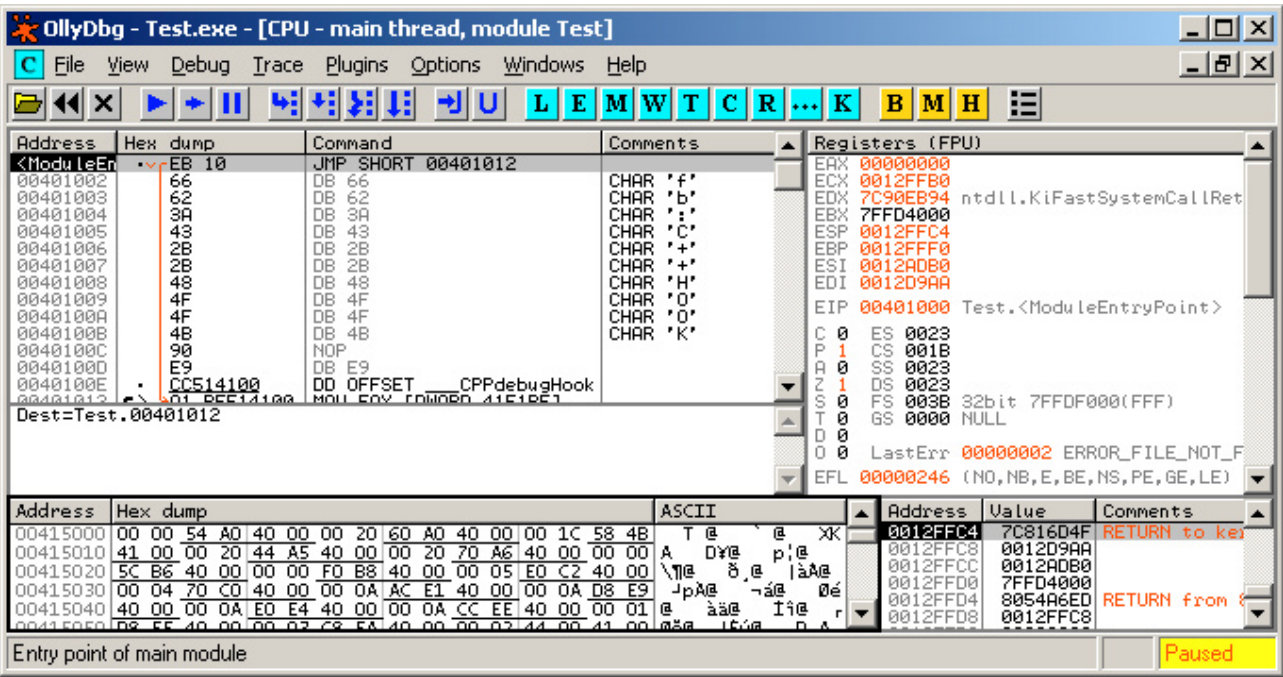 OllyDbg - Test.exe - [CPU - main thread, module Test]
C File View Debug Trace Plugins Options Windows Help
L E M W T C R ... K B M H
Address Hex dump Command Comments
<ModuleEn EB 10 JMP SHORT 00401012
00401002 66 DB 66 CHAR 'f'
00401003 62 DB 62 CHAR 'b'
00401004 3A DB 3A CHAR ':'
00401005 43 DB 43 CHAR 'C'
00401006 2B DB 2B CHAR '+'
00401007 2B DB 2B CHAR '+'
00401008 48 DB 48 CHAR 'H'
00401009 4F DB 4F CHAR 'O'
0040100A 4F DB 4F CHAR 'O'
0040100B 4B DB 4B CHAR 'K'
0040100C 90 NOP
0040100D E9 DB E9
0040100E CC514100 DD OFFSET ___CPPdebugHook
Dest=Test.00401012
Registers (FPU)
EAX 00000000
ECX 0012FFB0
EDX 7C90EB94 ntdll.KiFastSystemCallRet
EBX 7FFD4000
ESP 0012FFC4
EBP 0012FFF0
ESI 0012ADB0
EDI 0012D9AA
EIP 00401000 Test.<ModuleEntryPoint>
C 0 ES 0023
P 1 CS 001B
A 0 SS 0023
Z 1 DS 0023
S 0 FS 003B 32bit 7FFDF000(FFF)
T 0 GS 0000 NULL
D 0
O 0 LastErr 00000002 ERROR_FILE_NOT_F
EFL 00000246 (NO,NB,E,BE,NS,PE,GE,LE)
Address Hex dump ASCII
00415000 00 00 54 A0 40 00 00 20 60 A0 40 00 00 1C 58 4B T @ ` @ XK
00415010 41 00 00 20 44 A5 40 00 00 20 70 A6 40 00 00 00 A D¥@ p¦@
00415020 5C B6 40 00 00 00 F0 B8 40 00 00 05 E0 C2 40 00 \¶@ ð¸@ |àÂ@
00415030 00 04 70 C0 40 00 00 0A AC E1 40 00 00 0A D8 E9 ┘pÀ@ ¬á@ Øé
00415040 40 00 00 0A E0 E4 40 00 00 0A CC EE 40 00 00 01 @ àä@ Ìî@ ┌
Address Value Comments
0012FFC4 7C816D4F RETURN to ker
0012FFC8 0012D9AA
0012FFCC 0012ADB0
0012FFD0 7FFD4000
0012FFD4 8054A6ED RETURN from 8
0012FFD8 0012FFC8
Entry point of main module
Paused